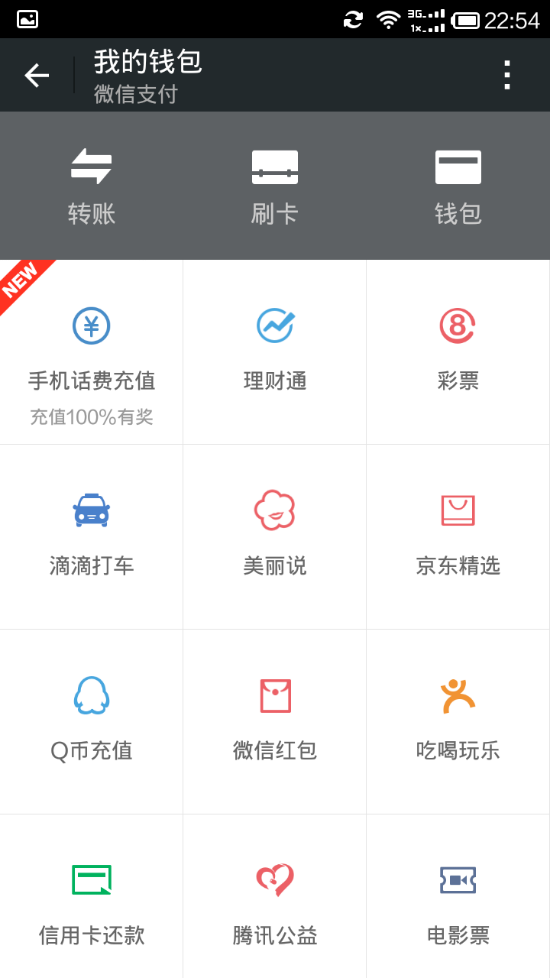 3G
1x
22:54
我的钱包
微信支付
转账
刷卡
钱包
NEW
手机话费充值
充值100%有奖
理财通
彩票
滴滴打车
美丽说
京东精选
Q币充值
微信红包
吃喝玩乐
信用卡还款
腾讯公益
电影票